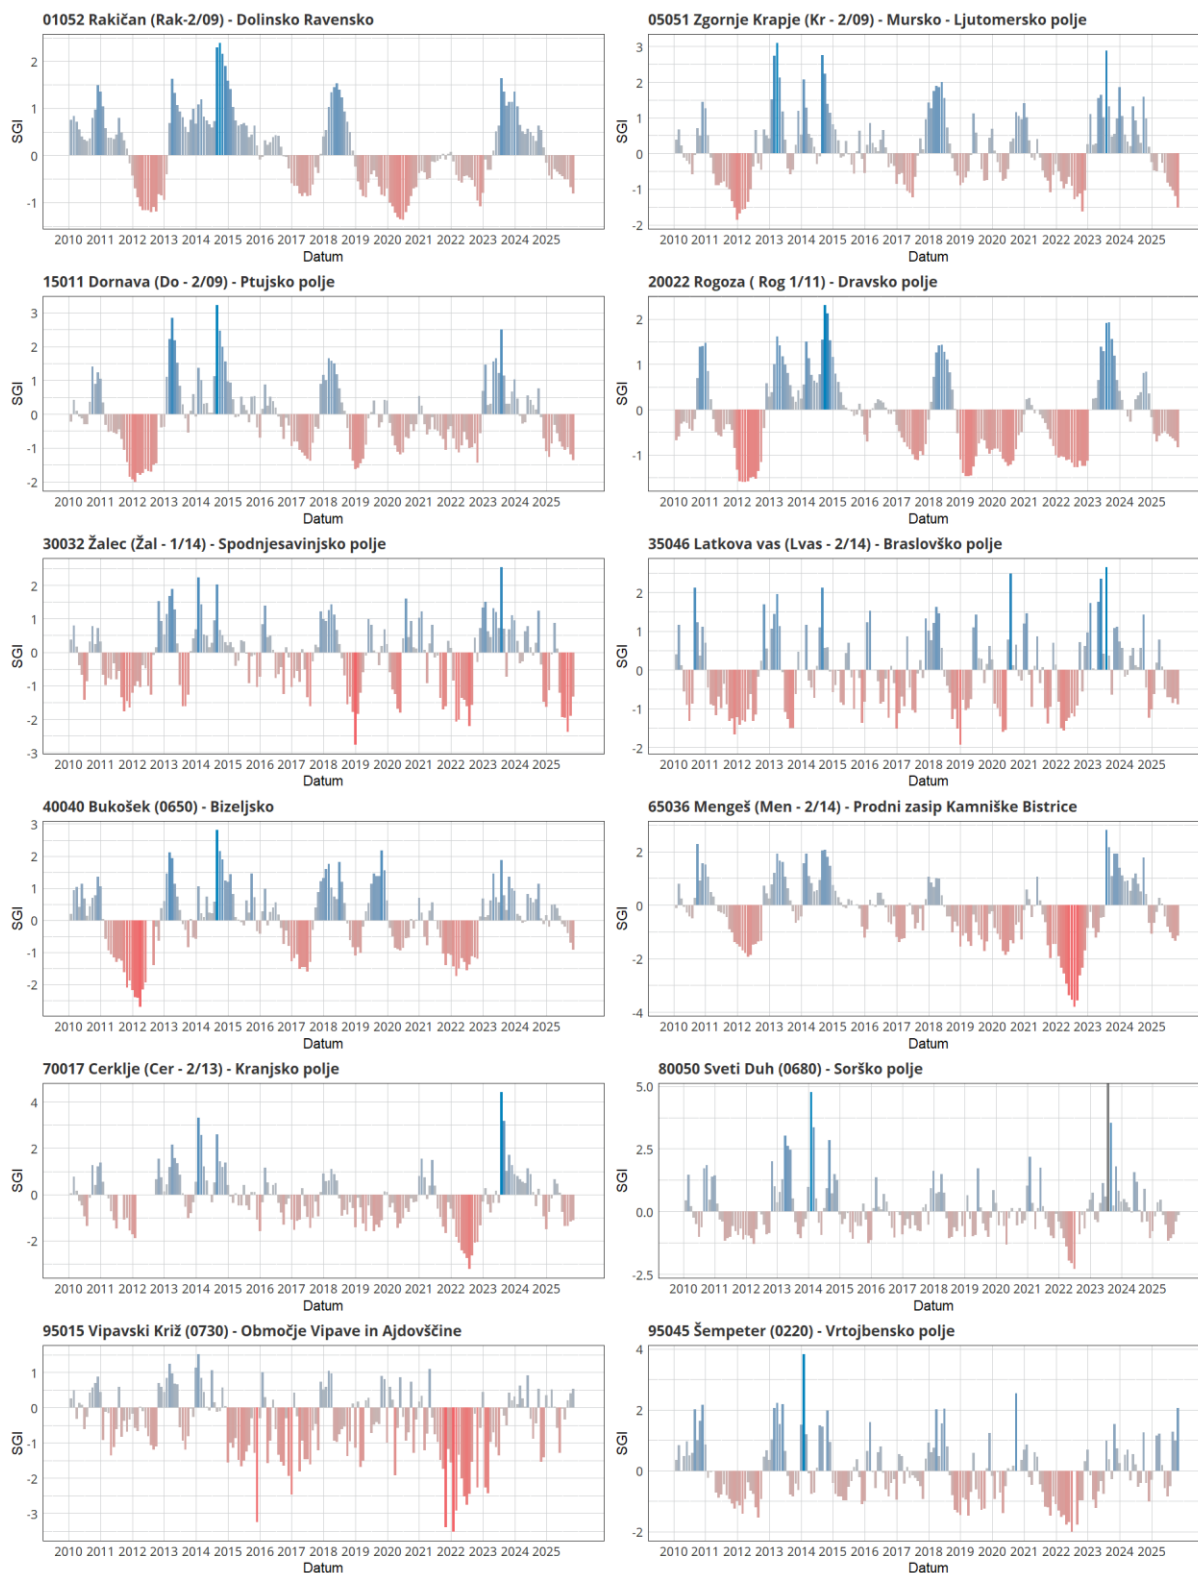 01052 Rakičan (Rak-2/09) - Dolinsko Ravensko
SGI
2
1
0
-1
2010 2011 2012 2013 2014 2015 2016 2017 2018 2019 2020 2021 2022 2023 2024 2025
Datum
05051 Zgornje Krapje (Kr - 2/09) - Mursko - Ljutomersko polje
SGI
3
2
1
0
-1
-2
2010 2011 2012 2013 2014 2015 2016 2017 2018 2019 2020 2021 2022 2023 2024 2025
Datum
15011 Dornava (Do - 2/09) - Ptujsko polje
SGI
3
2
1
0
-1
-2
2010 2011 2012 2013 2014 2015 2016 2017 2018 2019 2020 2021 2022 2023 2024 2025
Datum
20022 Rogoza ( Rog 1/11) - Dravsko polje
SGI
2
1
0
-1
2010 2011 2012 2013 2014 2015 2016 2017 2018 2019 2020 2021 2022 2023 2024 2025
Datum
30032 Žalec (Žal - 1/14) - Spodnjesavinjsko polje
SGI
2
1
0
-1
-2
-3
2010 2011 2012 2013 2014 2015 2016 2017 2018 2019 2020 2021 2022 2023 2024 2025
Datum
35046 Latkova vas (Lvas - 2/14) - Braslovško polje
SGI
2
1
0
-1
-2
2010 2011 2012 2013 2014 2015 2016 2017 2018 2019 2020 2021 2022 2023 2024 2025
Datum
40040 Bukošek (0650) - Bizeljsko
SGI
3
2
1
0
-1
-2
2010 2011 2012 2013 2014 2015 2016 2017 2018 2019 2020 2021 2022 2023 2024 2025
Datum
65036 Mengeš (Men - 2/14) - Prodni zasip Kamniške Bistrice
SGI
2
0
-2
-4
2010 2011 2012 2013 2014 2015 2016 2017 2018 2019 2020 2021 2022 2023 2024 2025
Datum
70017 Cerklje (Cer - 2/13) - Kranjsko polje
SGI
4
2
0
-2
2010 2011 2012 2013 2014 2015 2016 2017 2018 2019 2020 2021 2022 2023 2024 2025
Datum
80050 Sveti Duh (0680) - Sorško polje
SGI
5.0
2.5
0.0
-2.5
2010 2011 2012 2013 2014 2015 2016 2017 2018 2019 2020 2021 2022 2023 2024 2025
Datum
95015 Vipavski Križ (0730) - Območje Vipave in Ajdovščine
SGI
1
0
-1
-2
-3
2010 2011 2012 2013 2014 2015 2016 2017 2018 2019 2020 2021 2022 2023 2024 2025
Datum
95045 Šempeter (0220) - Vrtojbensko polje
SGI
4
2
0
-2
2010 2011 2012 2013 2014 2015 2016 2017 2018 2019 2020 2021 2022 2023 2024 2025
Datum